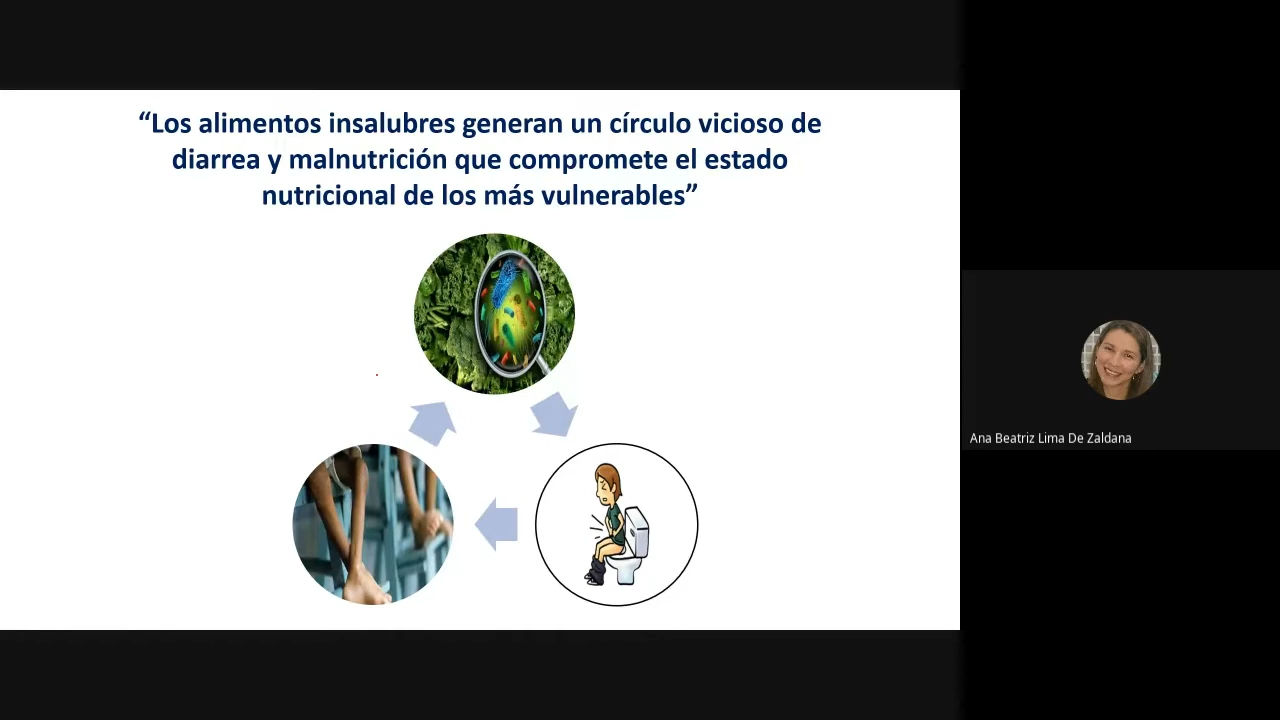 “Los alimentos insalubres generan un círculo vicioso de
diarrea y malnutrición que compromete el estado
nutricional de los más vulnerables”
Ana Beatriz Lima De Zaldana